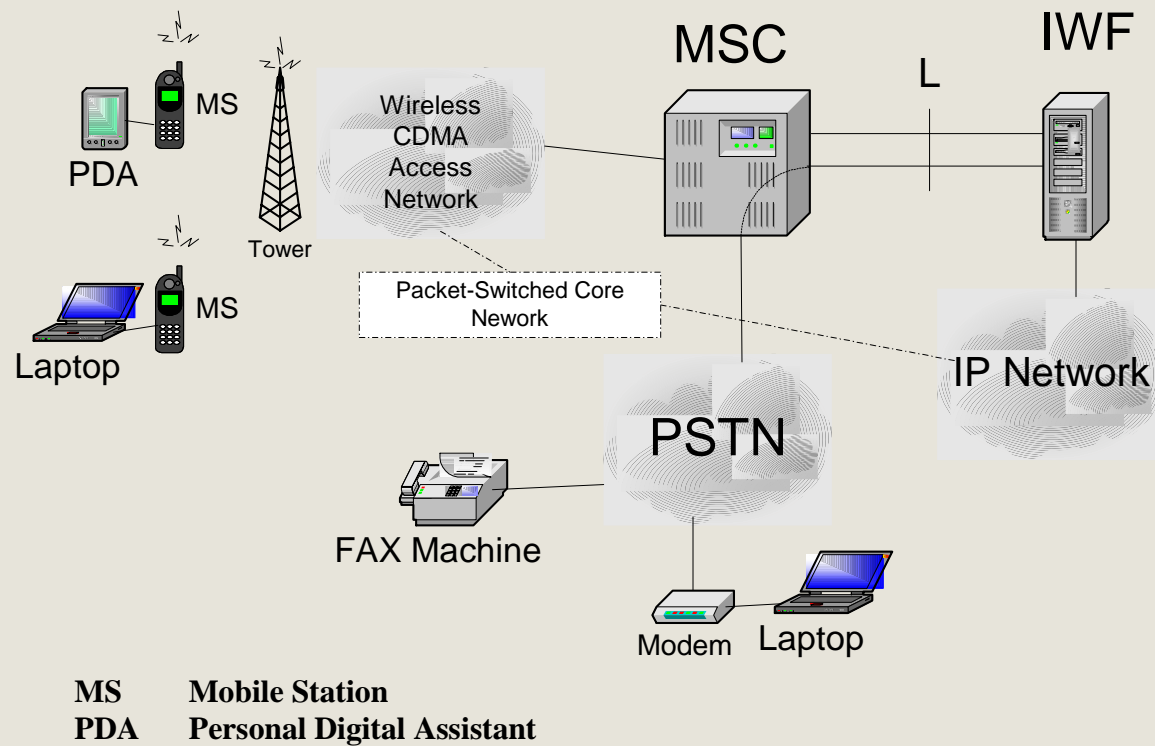 MSC
IWF
L
MS
PDA
Wireless
CDMA
Access
Network
Tower
MS
Laptop
Packet-Switched Core
Nework
IP Network
PSTN
FAX Machine
Modem
Laptop
MS Mobile Station
PDA Personal Digital Assistant